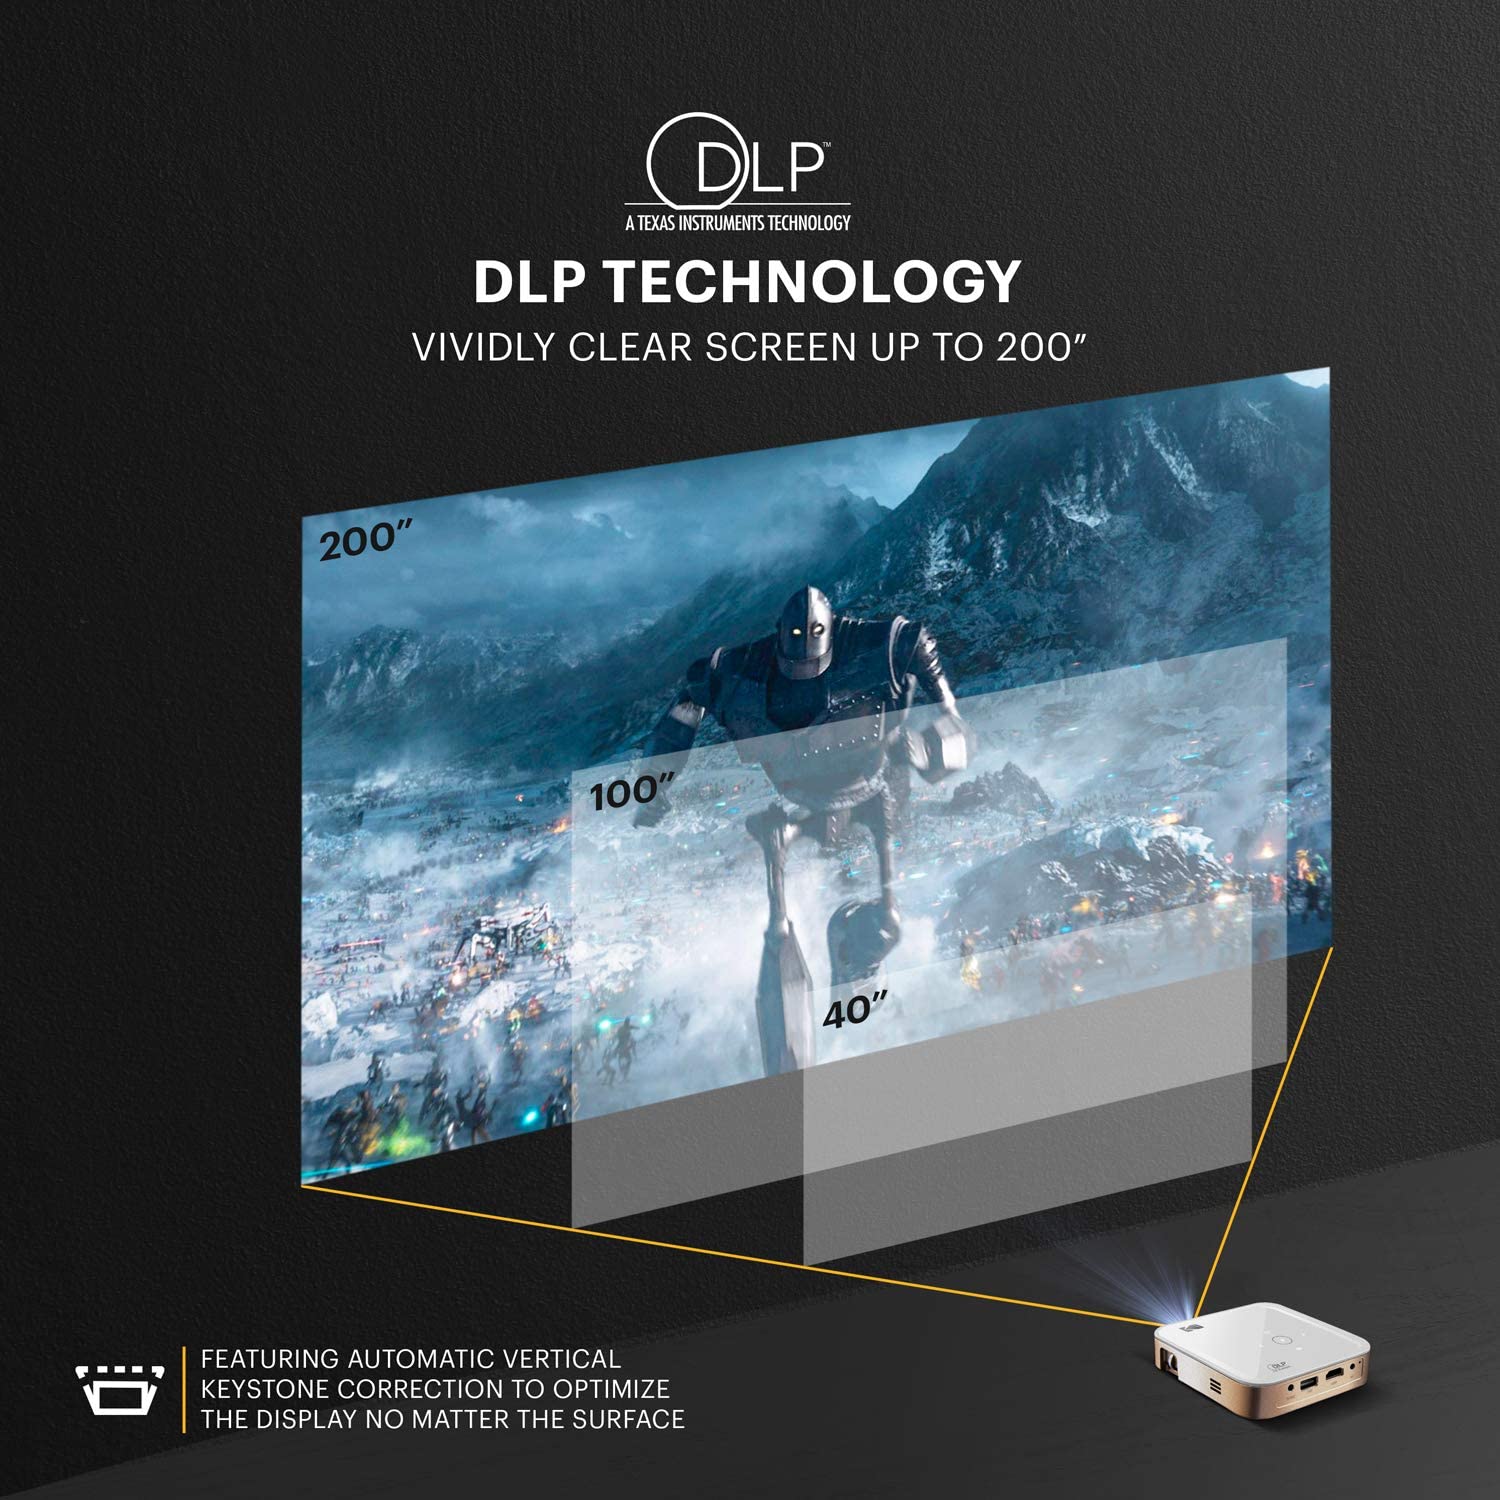 DLP™
A TEXAS INSTRUMENTS TECHNOLOGY
DLP TECHNOLOGY
VIVIDLY CLEAR SCREEN UP TO 200”
200”
100”
40”
FEATURING AUTOMATIC VERTICAL
KEYSTONE CORRECTION TO OPTIMIZE
THE DISPLAY NO MATTER THE SURFACE
DLP